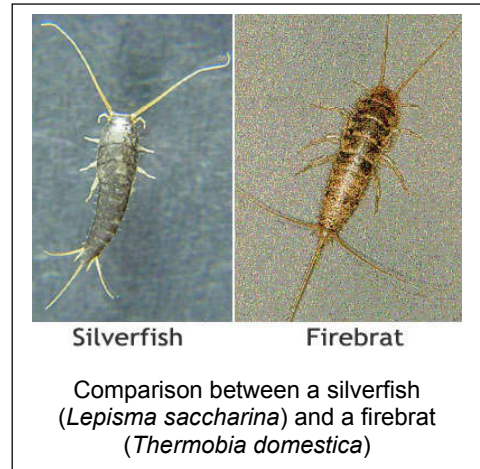 Silverfish
Firebrat
Comparison between a silverfish
(Lepisma saccharina) and a firebrat
(Thermobia domestica)